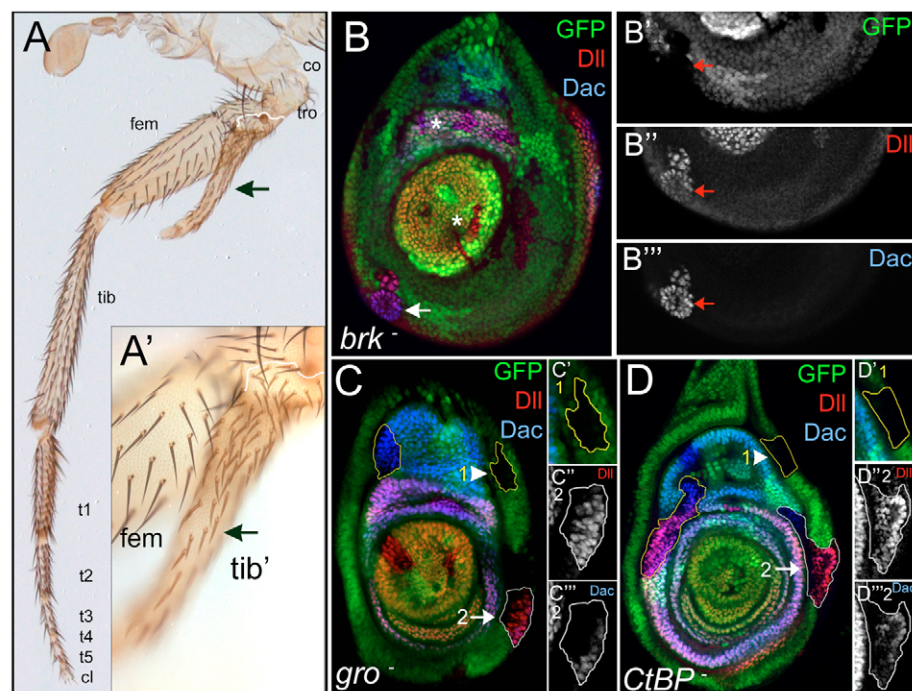 A
co
tro
fem
tib
t1
t2
t3
t4
t5
cl
A'
fem
tib'
B
GFP
Dll
Dac
*
*
brk -
B'
GFP
B''
Dll
B'''
Dac
C
GFP
Dll
Dac
1
2
gro -
C'
1
C''
Dll
2
C'''
Dac
2
D
GFP
Dll
Dac
1
2
CtBP -
D'
1
D''
2
Dll
D'''
2
Dac